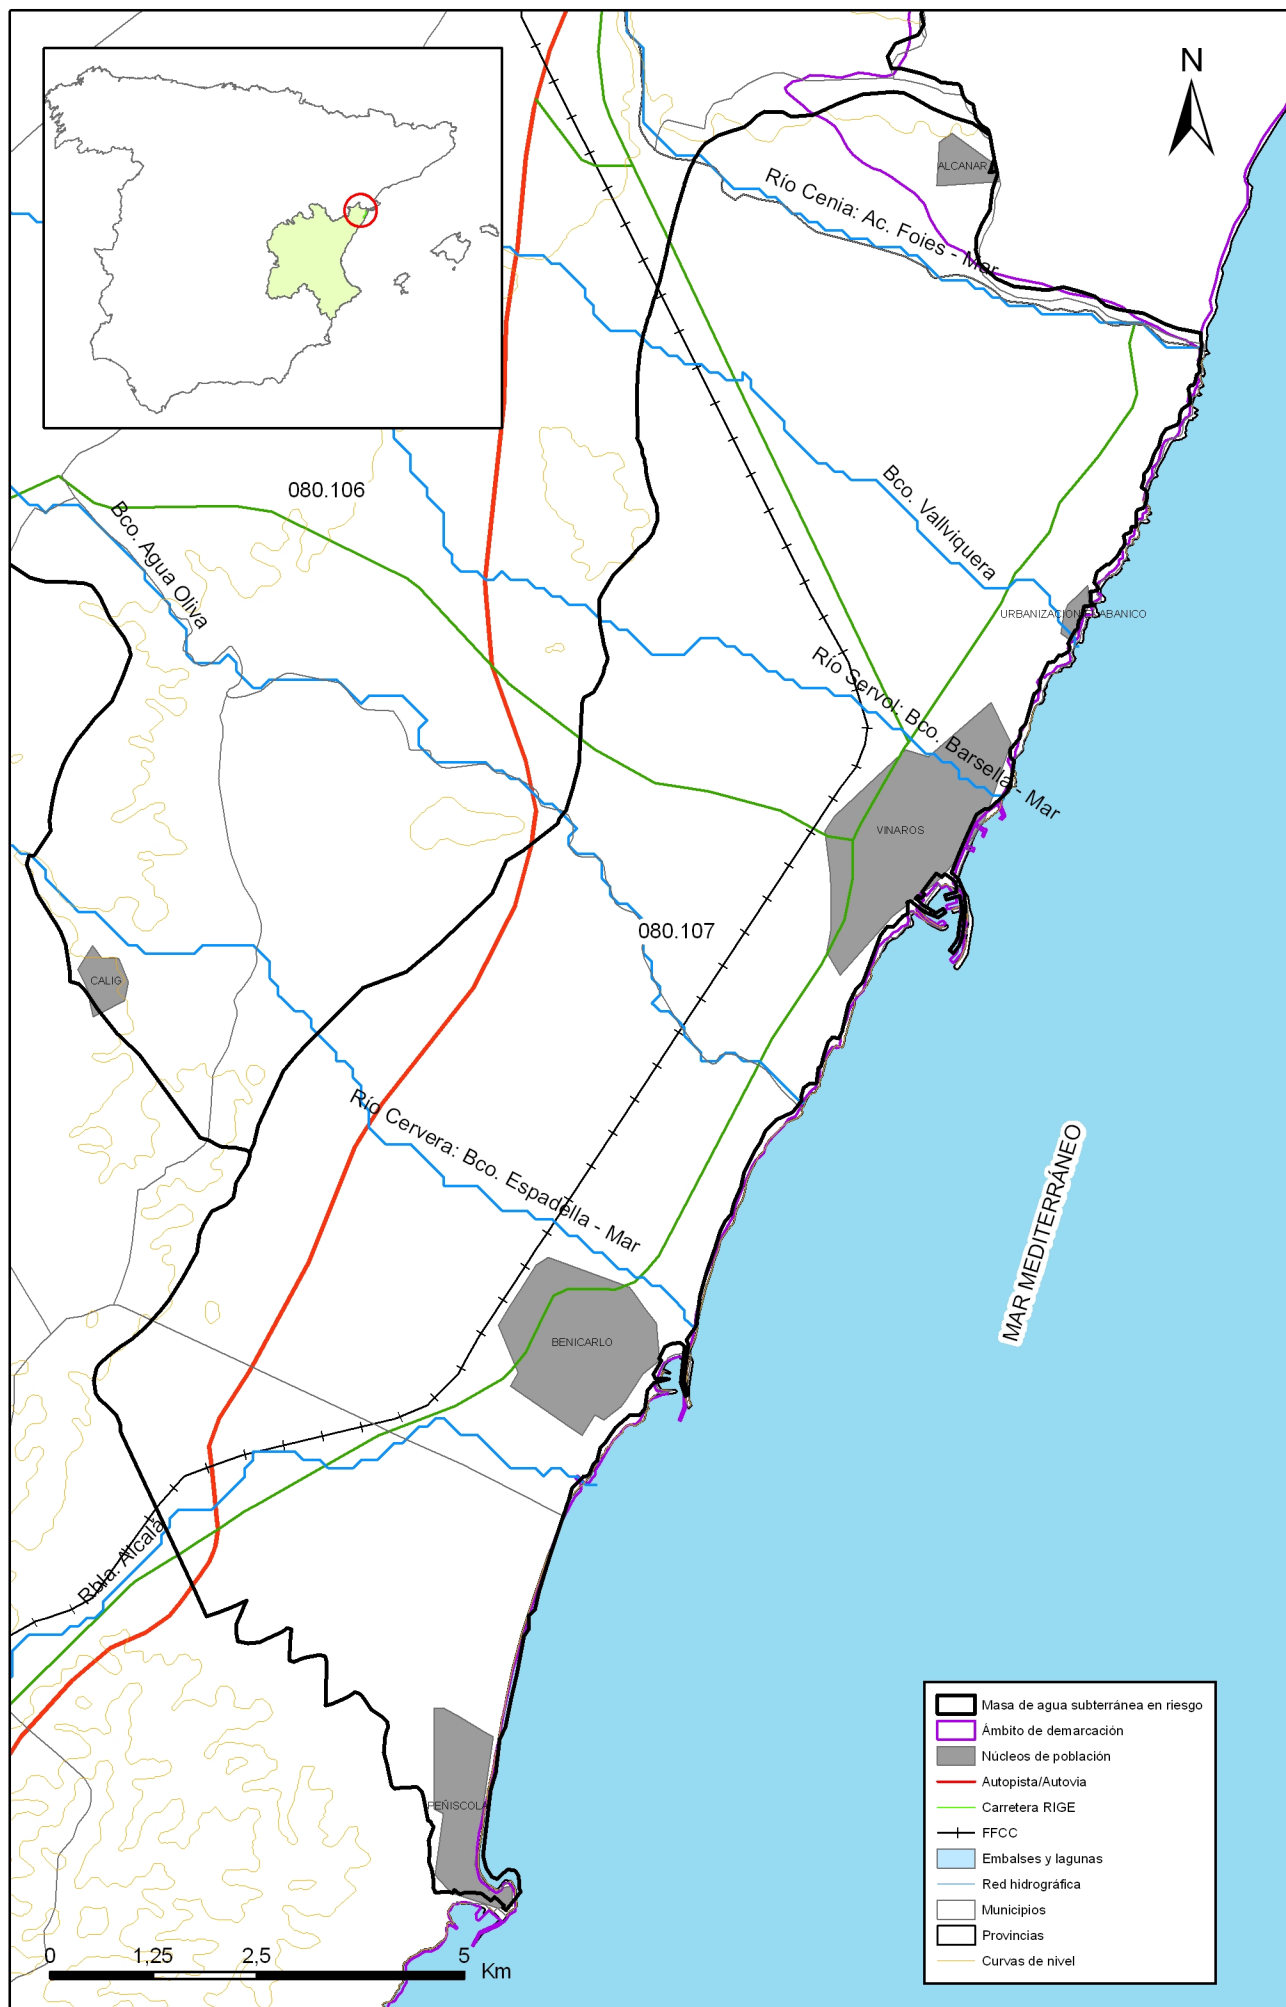 N
ALCANAR
Río Cenia: Ac. Foies - Mar
080.106
Bco. Agua Oliva
Bco. Vallviquera
URBANIZACION EL ABANICO
Río Servol: Bco. Barsella - Mar
VINAROS
080.107
CALIG
Río Cervera: Bco. Espadella - Mar
MAR MEDITERRÁNEO
BENICARLO
Rbla. Alcalá
PEÑISCOLA
Masa de agua subterránea en riesgo
Ámbito de demarcación
Núcleos de población
Autopista/Autovia
Carretera RIGE
FFCC
Embalses y lagunas
Red hidrográfica
Municipios
Provincias
Curvas de nivel
0 1,25 2,5 5
Km